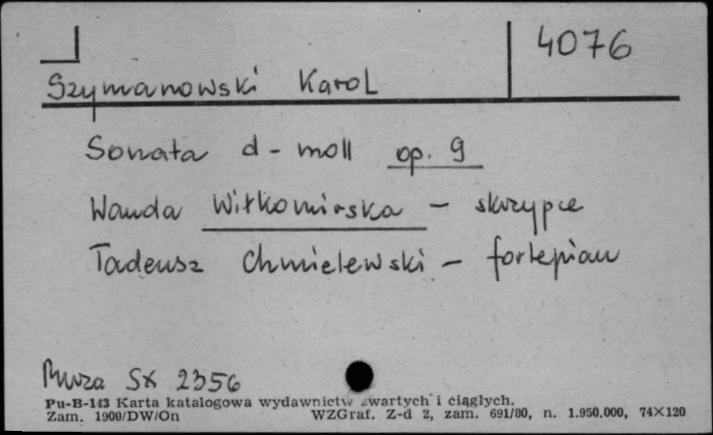 4076
Szymanowski Karol
Sonata d-moll op. 9
Wanda Wiłkomirska - skrzypce
Tadeusz Chmielewski - fortepian
Muza SX 2356
Pu-B-143 Karta katalogowa wydawnictw zwartych i ciągłych.
Zam. 1909/DW/On WZGraf. Z-d 2, zam. 691/80, n. 1.950.000, 74×120